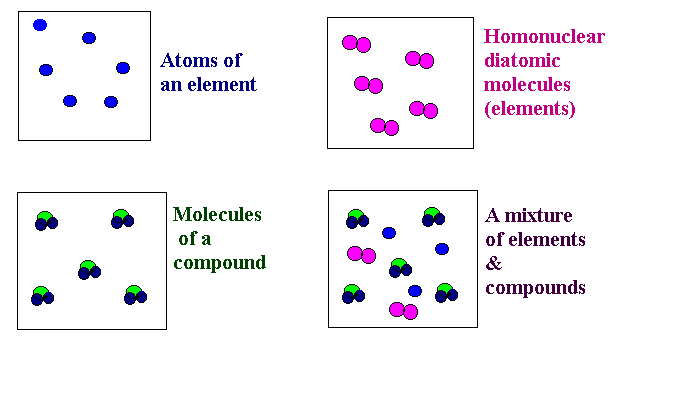 Atoms of
an element
Homonuclear
diatomic
molecules
(elements)
Molecules
of a
compound
A mixture
of elements
&
compounds